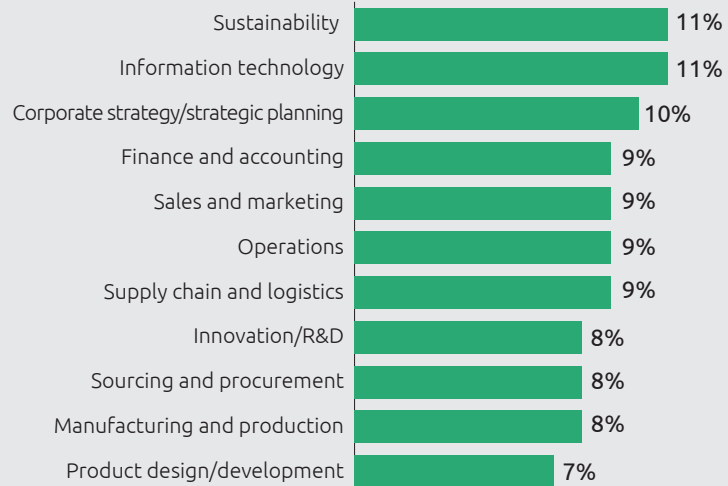 Sustainability 11%
Information technology 11%
Corporate strategy/strategic planning 10%
Finance and accounting 9%
Sales and marketing 9%
Operations 9%
Supply chain and logistics 9%
Innovation/R&D 8%
Sourcing and procurement 8%
Manufacturing and production 8%
Product design/development 7%